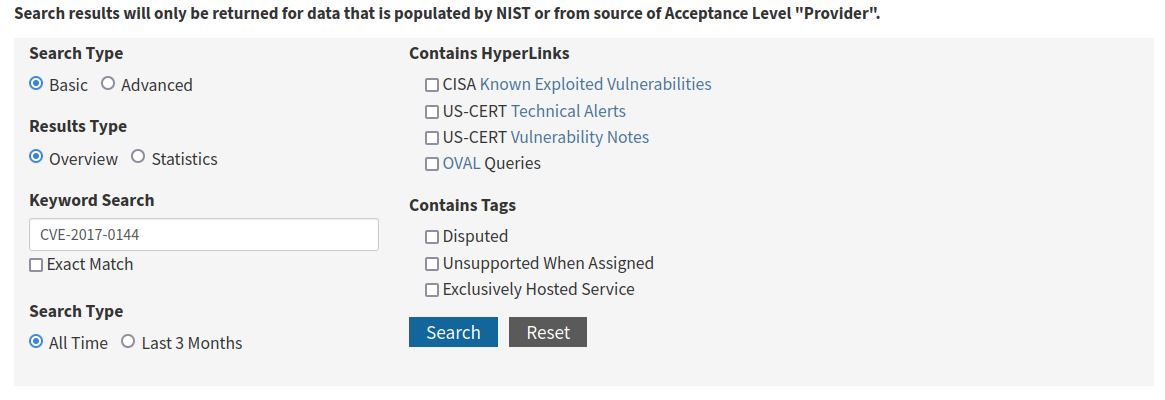 Search results will only be returned for data that is populated by NIST or from source of Acceptance Level "Provider".
Search Type
Basic Advanced
Results Type
Overview Statistics
Keyword Search
CVE-2017-0144
Exact Match
Search Type
All Time Last 3 Months
Contains HyperLinks
CISA Known Exploited Vulnerabilities
US-CERT Technical Alerts
US-CERT Vulnerability Notes
OVAL Queries
Contains Tags
Disputed
Unsupported When Assigned
Exclusively Hosted Service
Search Reset